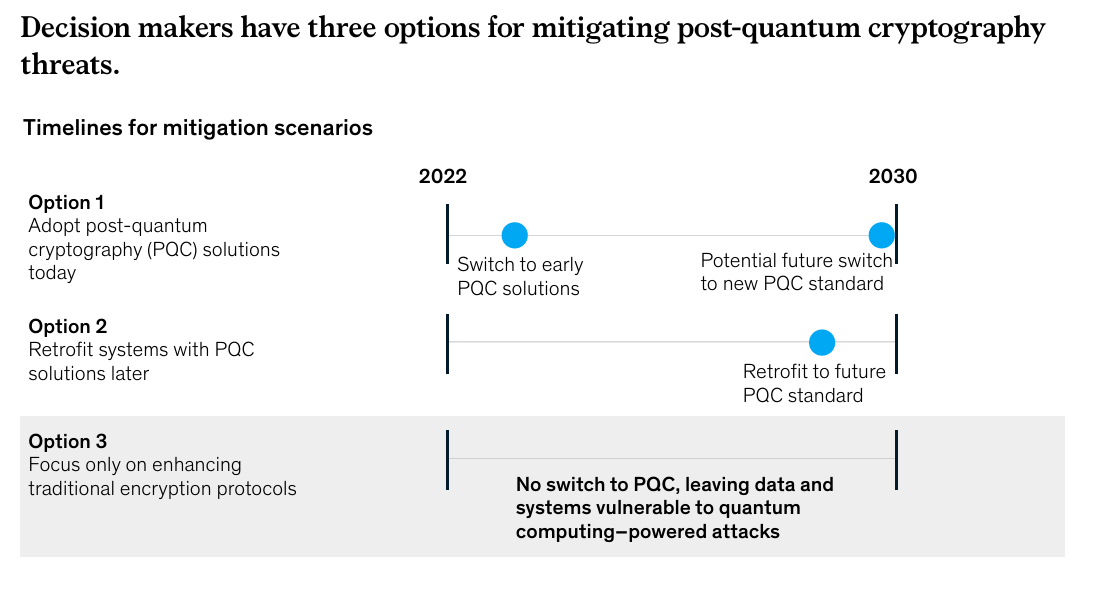 Decision makers have three options for mitigating post-quantum cryptography
threats.
Timelines for mitigation scenarios
2022
2030
Option 1
Adopt post-quantum
cryptography (PQC) solutions
today
Switch to early
PQC solutions
Potential future switch
to new PQC standard
Option 2
Retrofit systems with PQC
solutions later
Retrofit to future
PQC standard
Option 3
Focus only on enhancing
traditional encryption protocols
No switch to PQC, leaving data and
systems vulnerable to quantum
computing–powered attacks